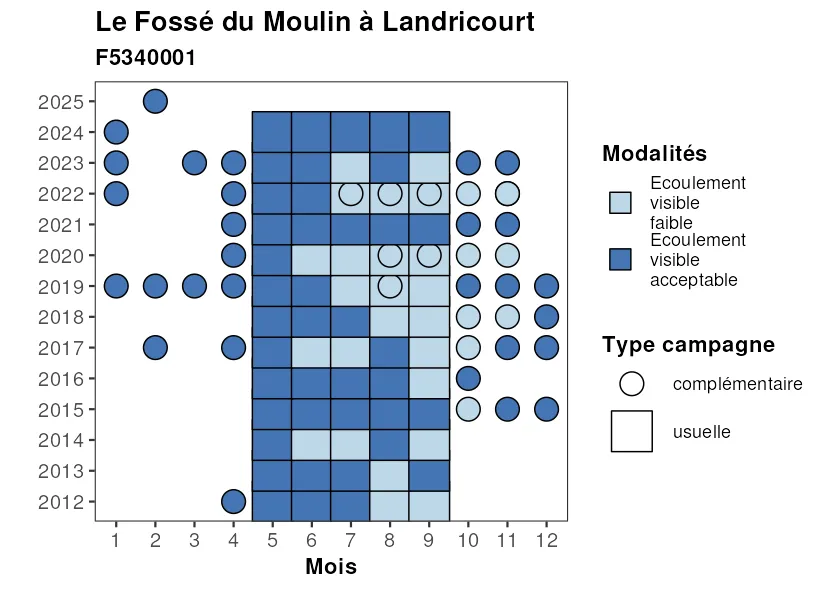 Le Fossé du Moulin à Landricourt
F5340001
2025
2024
2023
2022
2021
2020
2019
2018
2017
2016
2015
2014
2013
2012
1 2 3 4 5 6 7 8 9 10 11 12
Mois
Modalités
Ecoulement
visible
faible
Ecoulement
visible
acceptable
Type campagne
complémentaire
usuelle